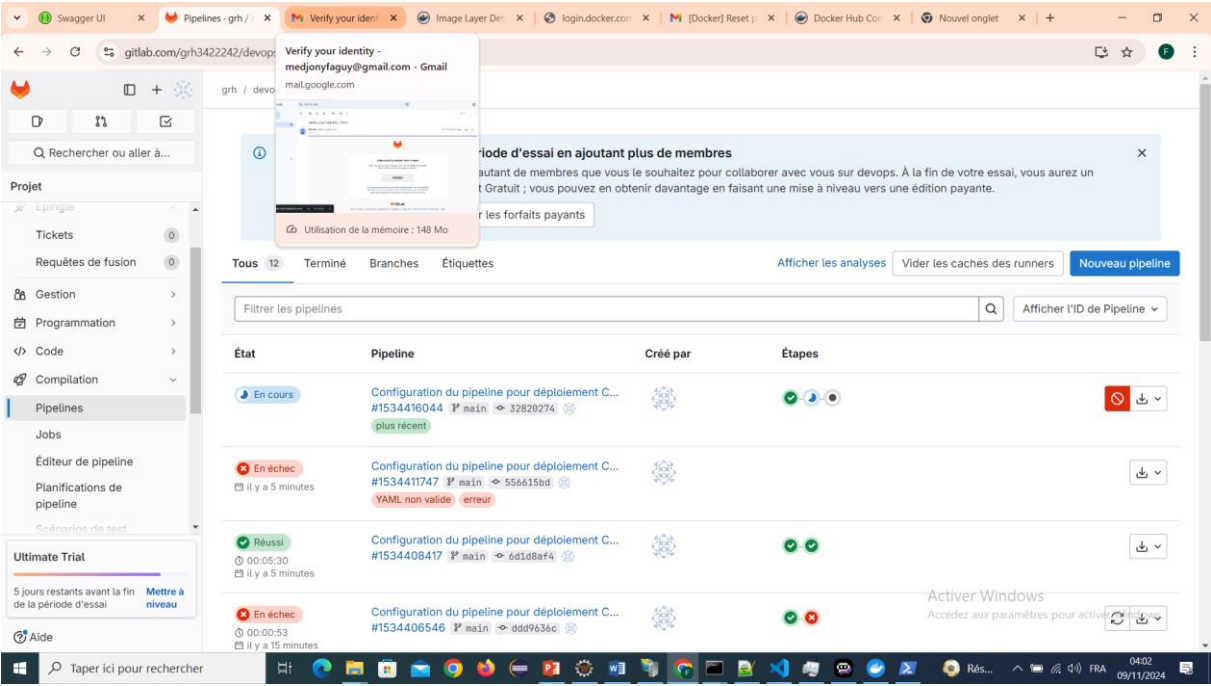 Swagger UI
Pipelines · grh /
Verify your ident
Image Layer Det
login.docker.com
[Docker] Reset p
Docker Hub Con
Nouvel onglet
gitlab.com/grh3422242/devops
F
Verify your identity -
medjonyfaguy@gmail.com - Gmail
mail.google.com
Utilisation de la mémoire : 148 Mo
Rechercher ou aller à...
Projet
Épinglé
Tickets 0
Requêtes de fusion 0
Gestion
Programmation
Code
Compilation
Pipelines
Jobs
Éditeur de pipeline
Planifications de
pipeline
Scénarios de test
Ultimate Trial
5 jours restants avant la fin
de la période d'essai
Mettre à
niveau
Aide
grh / devo
riode d'essai en ajoutant plus de membres
autant de membres que vous le souhaitez pour collaborer avec vous sur devops. À la fin de votre essai, vous aurez un
t Gratuit ; vous pouvez en obtenir davantage en faisant une mise à niveau vers une édition payante.
r les forfaits payants
Tous 12 Terminé Branches Étiquettes Afficher les analyses Vider les caches des runners Nouveau pipeline
Filtrer les pipelines Afficher l'ID de Pipeline
État Pipeline Créé par Étapes
En cours
Configuration du pipeline pour déploiement C...
#1534416044 main 32820274
plus récent
En échec
il y a 5 minutes
Configuration du pipeline pour déploiement C...
#1534411747 main 556615bd
YAML non valide erreur
Réussi
00:05:30
il y a 5 minutes
Configuration du pipeline pour déploiement C...
#1534408417 main 6d1d8af4
En échec
00:00:53
il y a 15 minutes
Configuration du pipeline pour déploiement C...
#1534406546 main ddd9636c
Activer Windows
Accédez aux paramètres pour activer Windows.
Taper ici pour rechercher
Rés...
FRA
04:02
09/11/2024